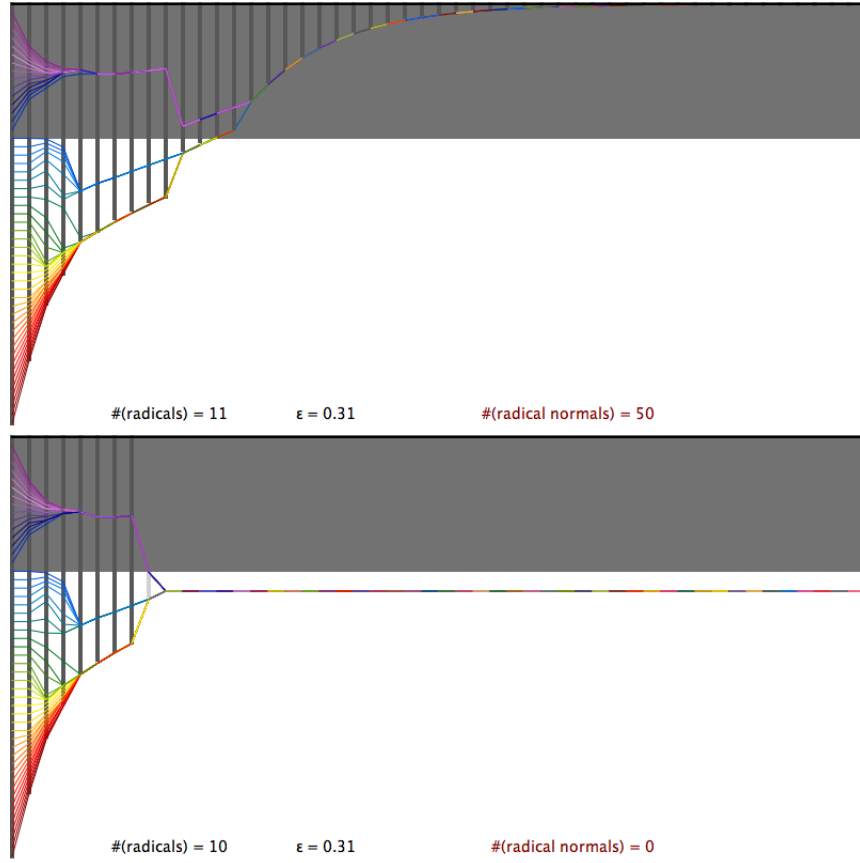 #(radicals) = 11 ε = 0.31 #(radical normals) = 50
#(radicals) = 10 ε = 0.31 #(radical normals) = 0